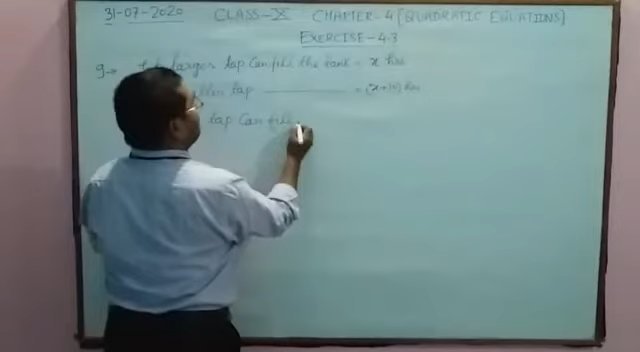 31-07-2020 CLASS-X CHAPTER-4 (QUADRATIC EQUATIONS)
EXERCISE-4.3
9→ larger tap can fill the tank = x hrs
tap = (x+10) hrs
tap can fill